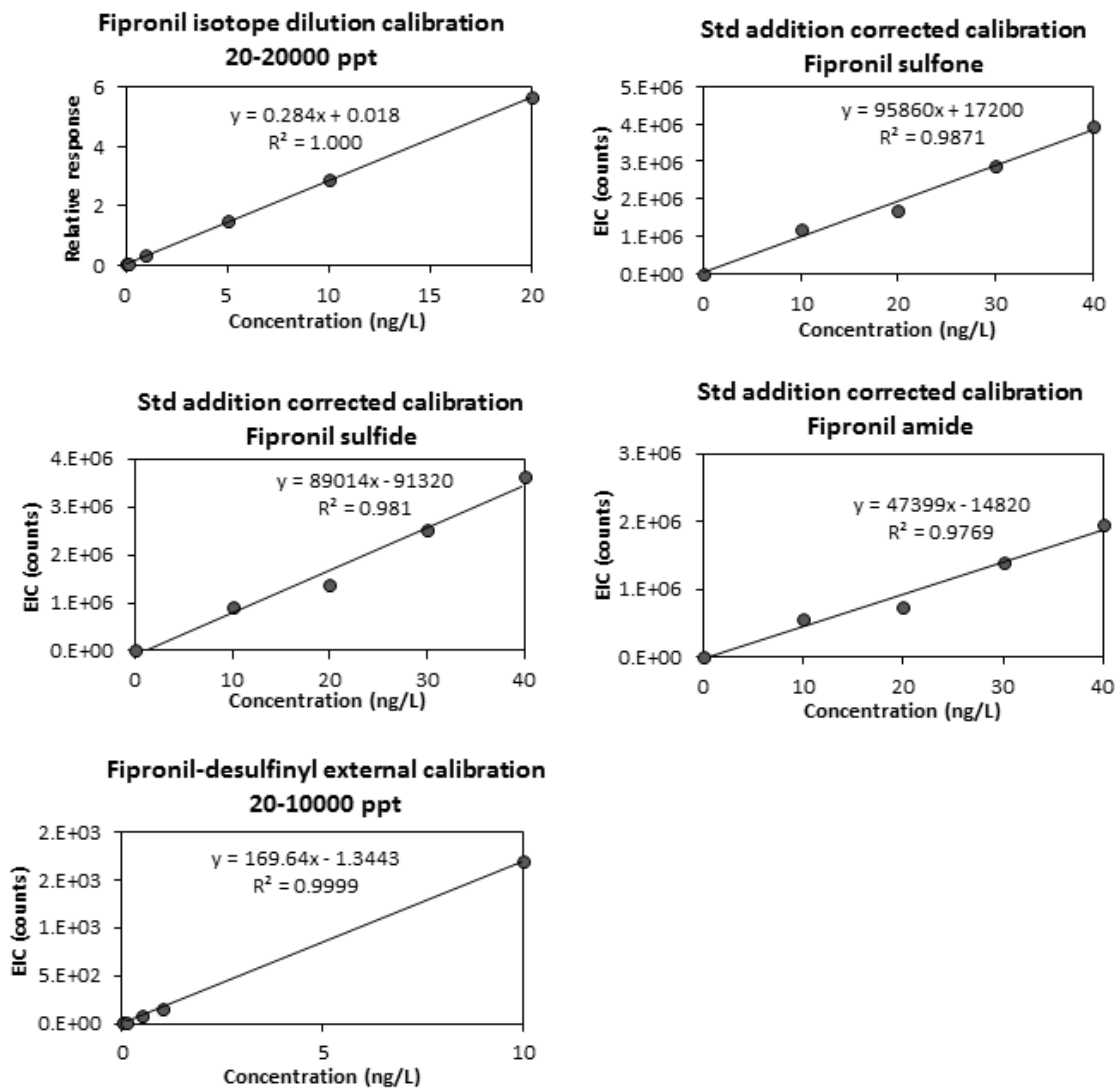 Fipronil isotope dilution calibration
20-20000 ppt
6
4
2
0
Relative response
y = 0.284x + 0.018
R² = 1.000
0 5 10 15 20
Concentration (ng/L)
Std addition corrected calibration
Fipronil sulfone
5.E+06
4.E+06
3.E+06
2.E+06
1.E+06
0.E+00
EIC (counts)
y = 95860x + 17200
R² = 0.9871
0 10 20 30 40
Concentration (ng/L)
Std addition corrected calibration
Fipronil sulfide
4.E+06
3.E+06
2.E+06
1.E+06
0.E+00
EIC (counts)
y = 89014x - 91320
R² = 0.981
0 10 20 30 40
Concentration (ng/L)
Std addition corrected calibration
Fipronil amide
3.E+06
2.E+06
1.E+06
0.E+00
EIC (counts)
y = 47399x - 14820
R² = 0.9769
0 10 20 30 40
Concentration (ng/L)
Fipronil-desulfinyl external calibration
20-10000 ppt
2.E+03
2.E+03
1.E+03
5.E+02
0.E+00
EIC (counts)
y = 169.64x - 1.3443
R² = 0.9999
0 5 10
Concentration (ng/L)